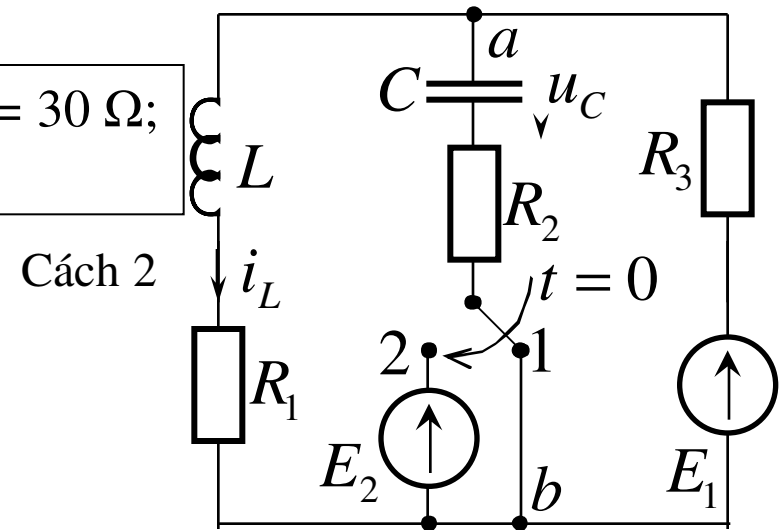 a
C
u_C
= 30 Ω;
R_3
L
R_2
Cách 2
i_L
t = 0
2
1
R_1
E_2
b
E_1